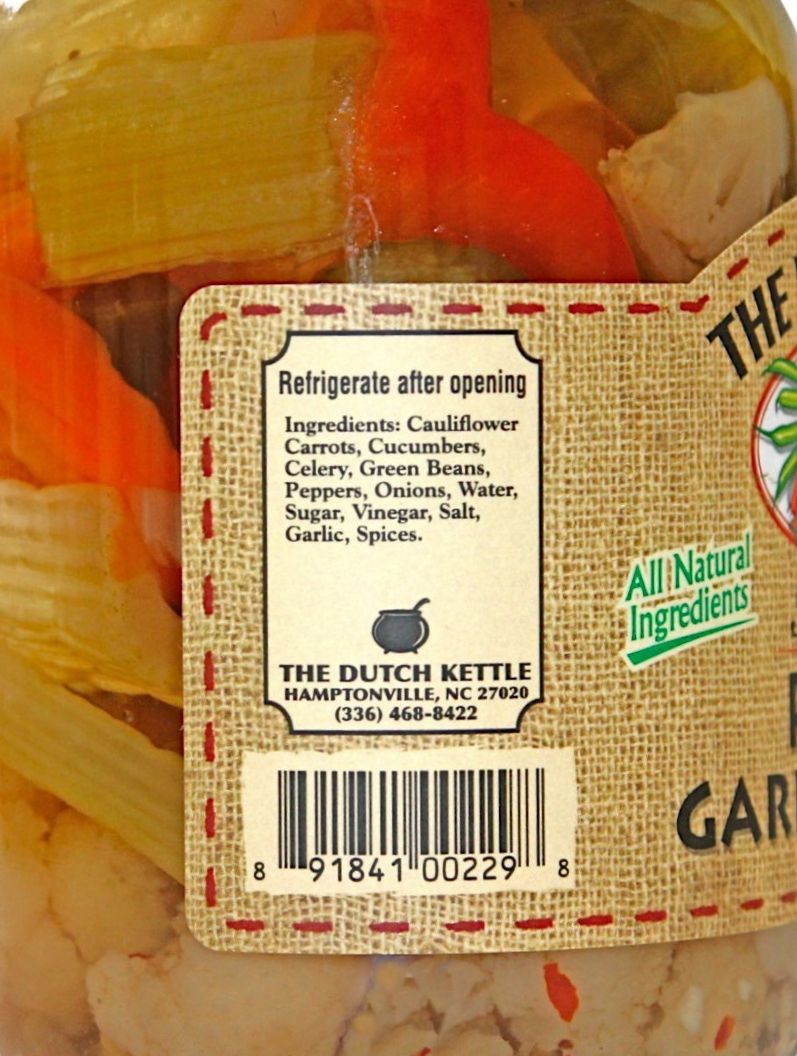 Refrigerate after opening
Ingredients: Cauliflower
Carrots, Cucumbers,
Celery, Green Beans,
Peppers, Onions, Water,
Sugar, Vinegar, Salt,
Garlic, Spices.
THE DUTCH KETTLE
HAMPTONVILLE, NC 27020
(336) 468-8422
8 91841 00229 8
THE
All Natural
Ingredients